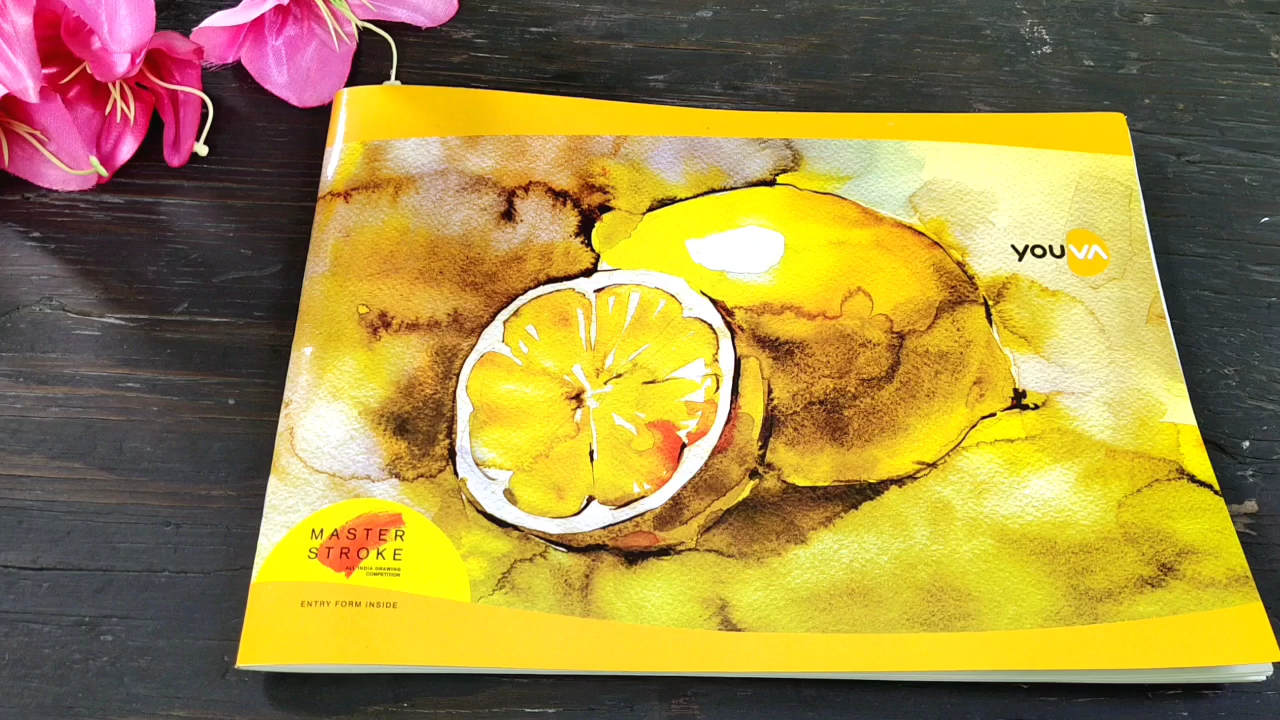 YOUVA
MASTER
STROKE
ALL INDIA DRAWING
COMPETITION
ENTRY FORM INSIDE